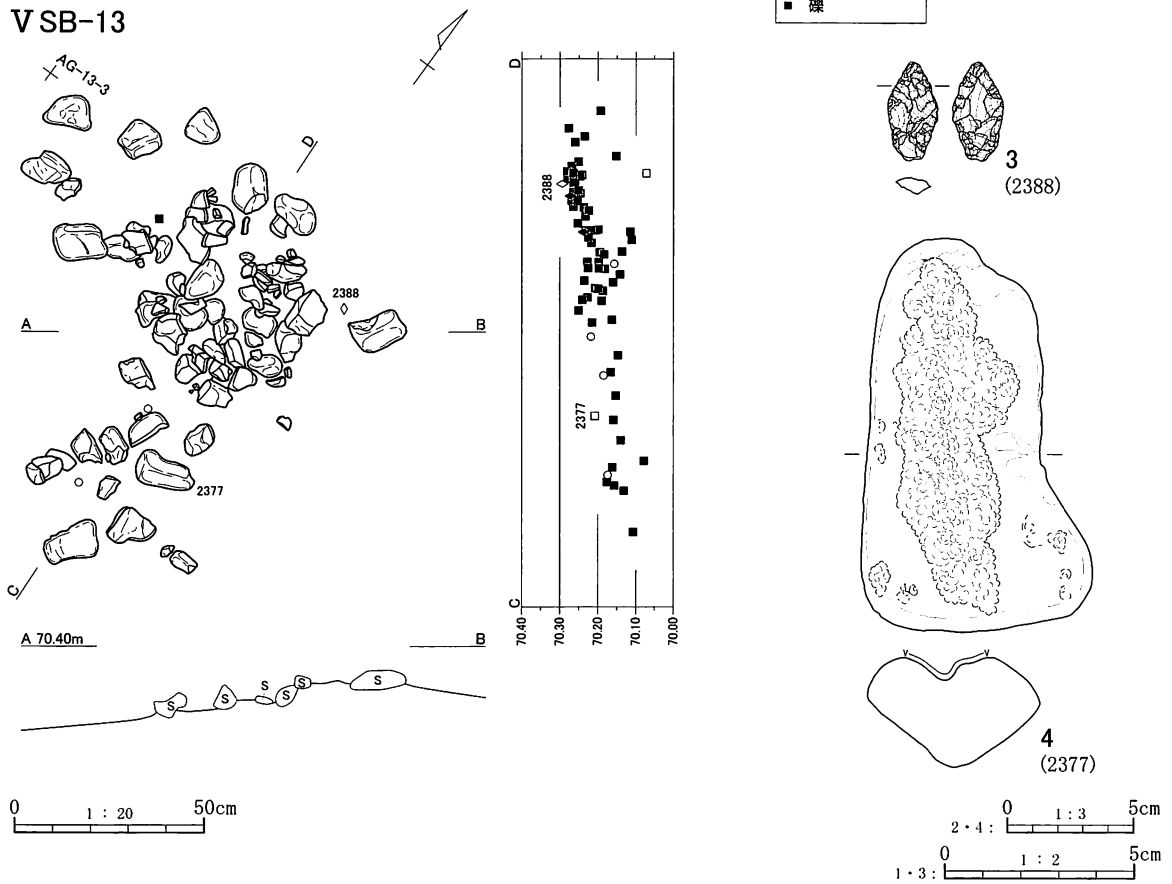 V SB-13
■ 礫
AG-13-3
D
A
B
2388
2377
C
A 70.40m
B
0 1:20 50cm
D
2388
2377
C
70.40
70.30
70.20
70.10
70.00
S
S
S
S
S
S
3
(2388)
4
(2377)
2・4: 0 1:3 5cm
1・3: 0 1:2 5cm